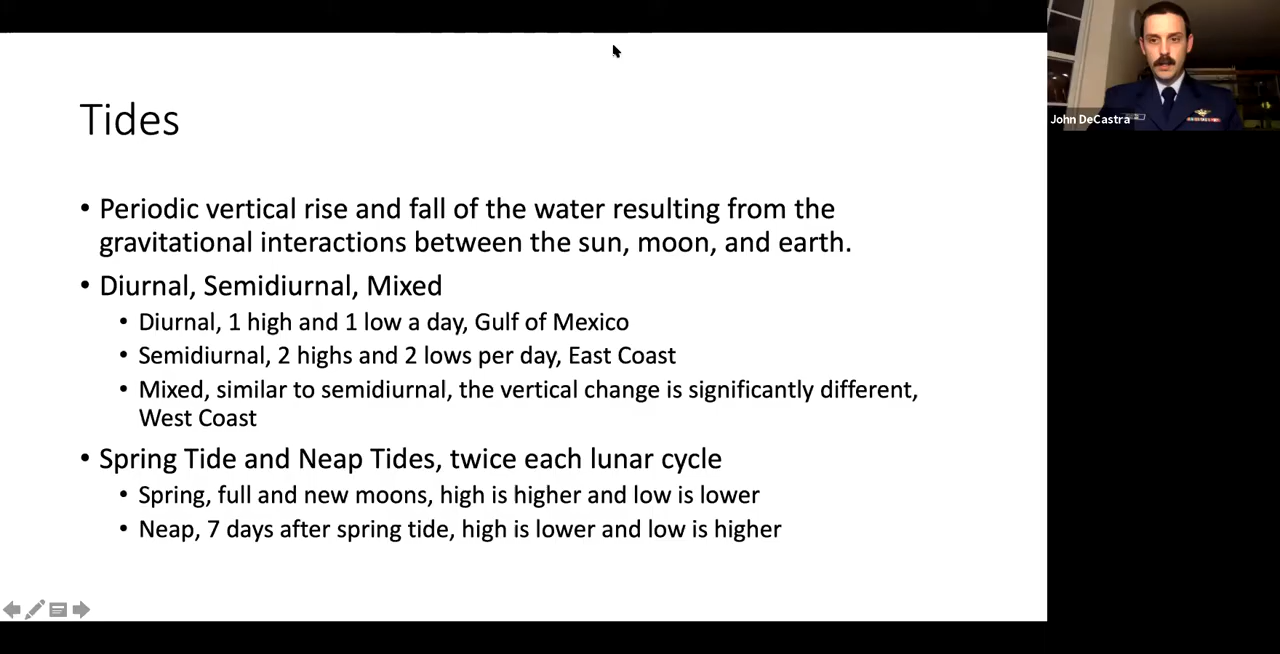 Tides
• Periodic vertical rise and fall of the water resulting from the
gravitational interactions between the sun, moon, and earth.
• Diurnal, Semidiurnal, Mixed
• Diurnal, 1 high and 1 low a day, Gulf of Mexico
• Semidiurnal, 2 highs and 2 lows per day, East Coast
• Mixed, similar to semidiurnal, the vertical change is significantly different,
West Coast
• Spring Tide and Neap Tides, twice each lunar cycle
• Spring, full and new moons, high is higher and low is lower
• Neap, 7 days after spring tide, high is lower and low is higher
John DeCastra